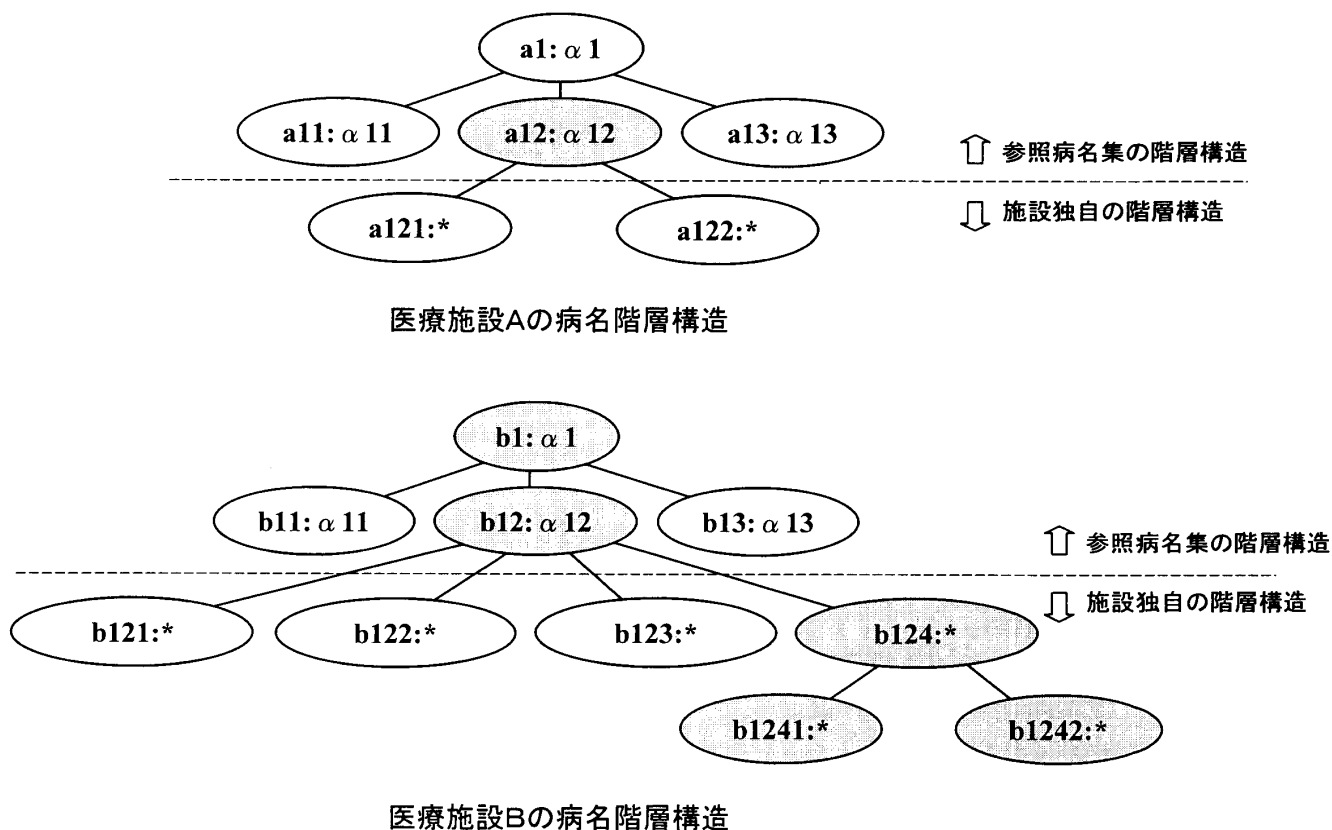 a1: α 1
a11: α 11
a12: α 12
a13: α 13
⇧ 参照病名集の階層構造
⇩ 施設独自の階層構造
a121:*
a122:*
医療施設Aの病名階層構造
b1: α 1
b11: α 11
b12: α 12
b13: α 13
⇧ 参照病名集の階層構造
⇩ 施設独自の階層構造
b121:*
b122:*
b123:*
b124:*
b1241:*
b1242:*
医療施設Bの病名階層構造